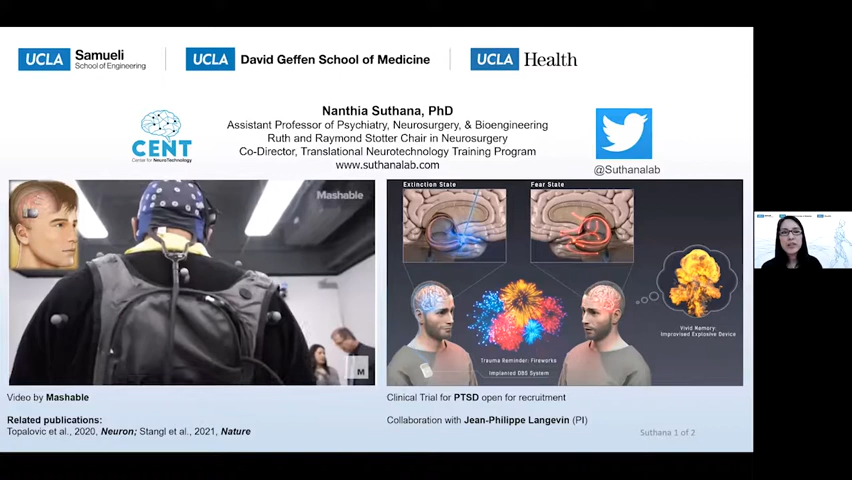 UCLA Samueli School of Engineering
UCLA David Geffen School of Medicine
UCLA Health
Nanthia Suthana, PhD
Assistant Professor of Psychiatry, Neurosurgery, & Bioengineering
Ruth and Raymond Stotter Chair in Neurosurgery
Co-Director, Translational Neurotechnology Training Program
www.suthanalab.com
CENT
Center for NeuroTechnology
@Suthanalab
Mashable
M
Extinction State
Fear State
Trauma Reminder: Fireworks
Implanted DBS System
Vivid Memory:
Improvised Explosive Device
Video by Mashable
Related publications:
Topalovic et al., 2020, Neuron; Stangl et al., 2021, Nature
Clinical Trial for PTSD open for recruitment
Collaboration with Jean-Philippe Langevin (PI)
Suthana 1 of 2